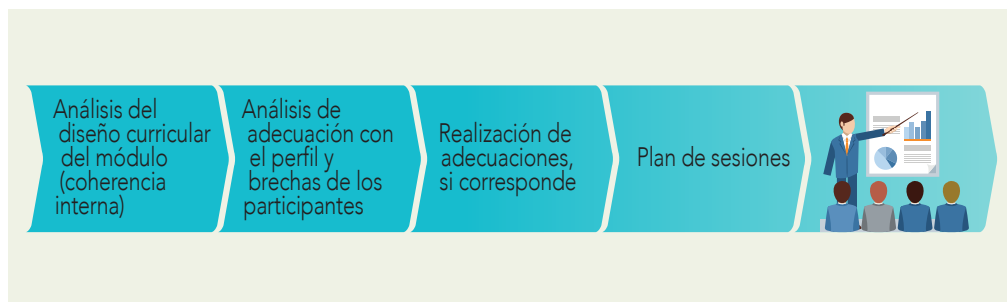 Análisis del
diseño curricular
del módulo
(coherencia
interna)
Análisis de
adecuación con
el perfil y
brechas de los
participantes
Realización de
adecuaciones,
si corresponde
Plan de sesiones